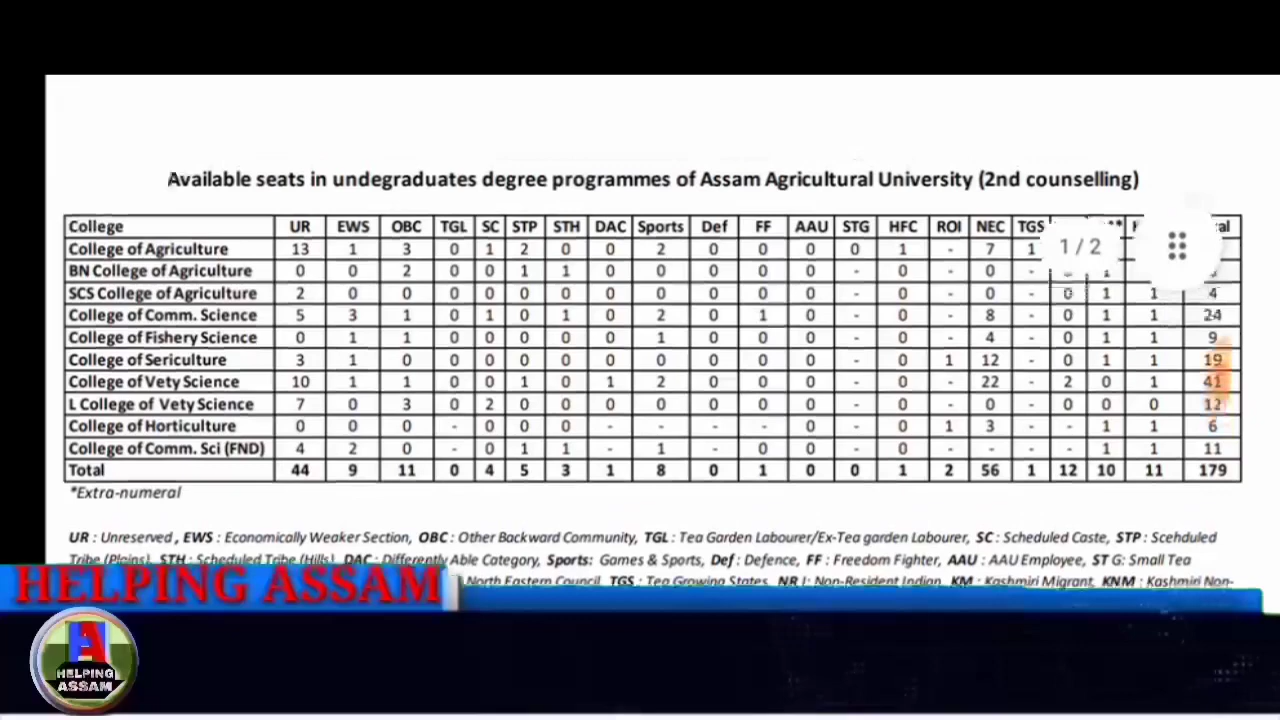 Available seats in undegraduates degree programmes of Assam Agricultural University (2nd counselling)
College UR EWS OBC TGL SC STP STH DAC Sports Def FF AAU STG HFC ROI NEC TGS
College of Agriculture 13 1 3 0 1 2 0 0 2 0 0 0 0 1 - 7 1
1 / 2
BN College of Agriculture 0 0 2 0 0 1 1 0 0 0 0 0 - 0 - 0 -
SCS College of Agriculture 2 0 0 0 0 0 0 0 0 0 0 0 - 0 - 0 - 0 1 1 4
College of Comm. Science 5 3 1 0 1 0 1 0 2 0 1 0 - 0 - 8 - 0 1 1 24
College of Fishery Science 0 1 1 0 0 0 0 0 1 0 0 0 - 0 - 4 - 0 1 1 9
College of Sericulture 3 1 0 0 0 0 0 0 0 0 0 0 - 0 1 12 - 0 1 1 19
College of Vety Science 10 1 1 0 0 1 0 1 2 0 0 0 - 0 - 22 - 2 0 1 41
L College of Vety Science 7 0 3 0 2 0 0 0 0 0 0 0 - 0 - 0 - 0 0 0 12
College of Horticulture 0 0 0 - 0 0 0 - - - - 0 - 0 1 3 - - 1 1 6
College of Comm. Sci (FND) 4 2 0 - 0 1 1 - 1 - 0 0 - 0 - 0 - - 1 1 11
Total 44 9 11 0 4 5 3 1 8 0 1 0 0 1 2 56 1 12 10 11 179
*Extra-numeral
UR : Unreserved , EWS : Economically Weaker Section, OBC : Other Backward Community, TGL : Tea Garden Labourer/Ex-Tea garden Labourer, SC : Scheduled Caste, STP : Scehduled
Tribe (Plains), STH : Scheduled Tribe (Hills), DAC : Differently Able Category, Sports: Games & Sports, Def : Defence, FF : Freedom Fighter, AAU : AAU Employee, ST G: Small Tea
North Eastern Council, TGS : Tea Growing States, NR I: Non-Resident Indian, KM : Kashmiri Migrant, KNM : Kashmiri Non-
HELPING ASSAM
HELPING
ASSAM